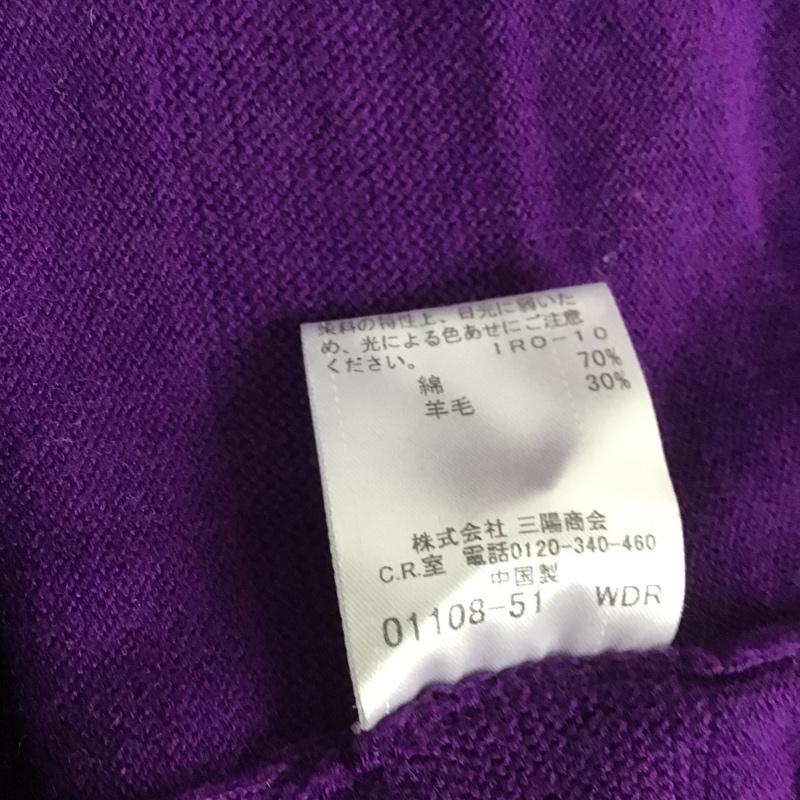 染料の特性上、日光に弱いた
め、光による色あせにご注意
ください。 IRO-10
綿 70%
羊毛 30%
株式会社 三陽商会
C.R.室 電話0120-340-460
中国製
01108-51 WDR